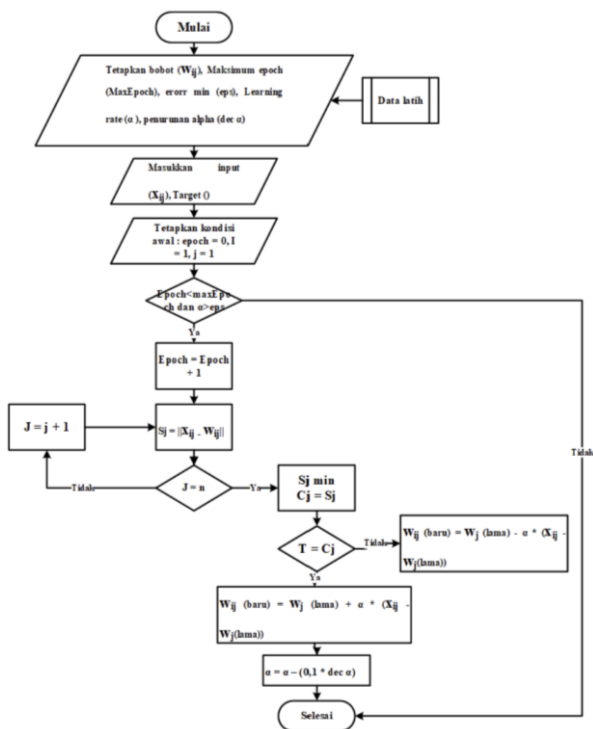 Mulai
Tetapkan bobot (Wij), Maksimum epoch
(MaxEpoch), erorr min (eps), Learning
rate (α ), penurunan alpha (dec α)
Data latih
Masukkan input
(Xij), Target ()
Tetapkan kondisi
awal : epoch = 0, I
= 1, j = 1
Epoch<maxEpo
ch dan α>eps
Ya
Tidak
Epoch = Epoch
+ 1
J = j + 1
Sj = ||Xij - Wij||
Tidak
J = n
Ya
Sj min
Cj = Sj
T = Cj
Tidak
Wij (baru) = Wj (lama) - α * (Xij -
Wj(lama))
Ya
Wij (baru) = Wj (lama) + α * (Xij -
Wj(lama))
α = α – (0,1 * dec α)
Selesai